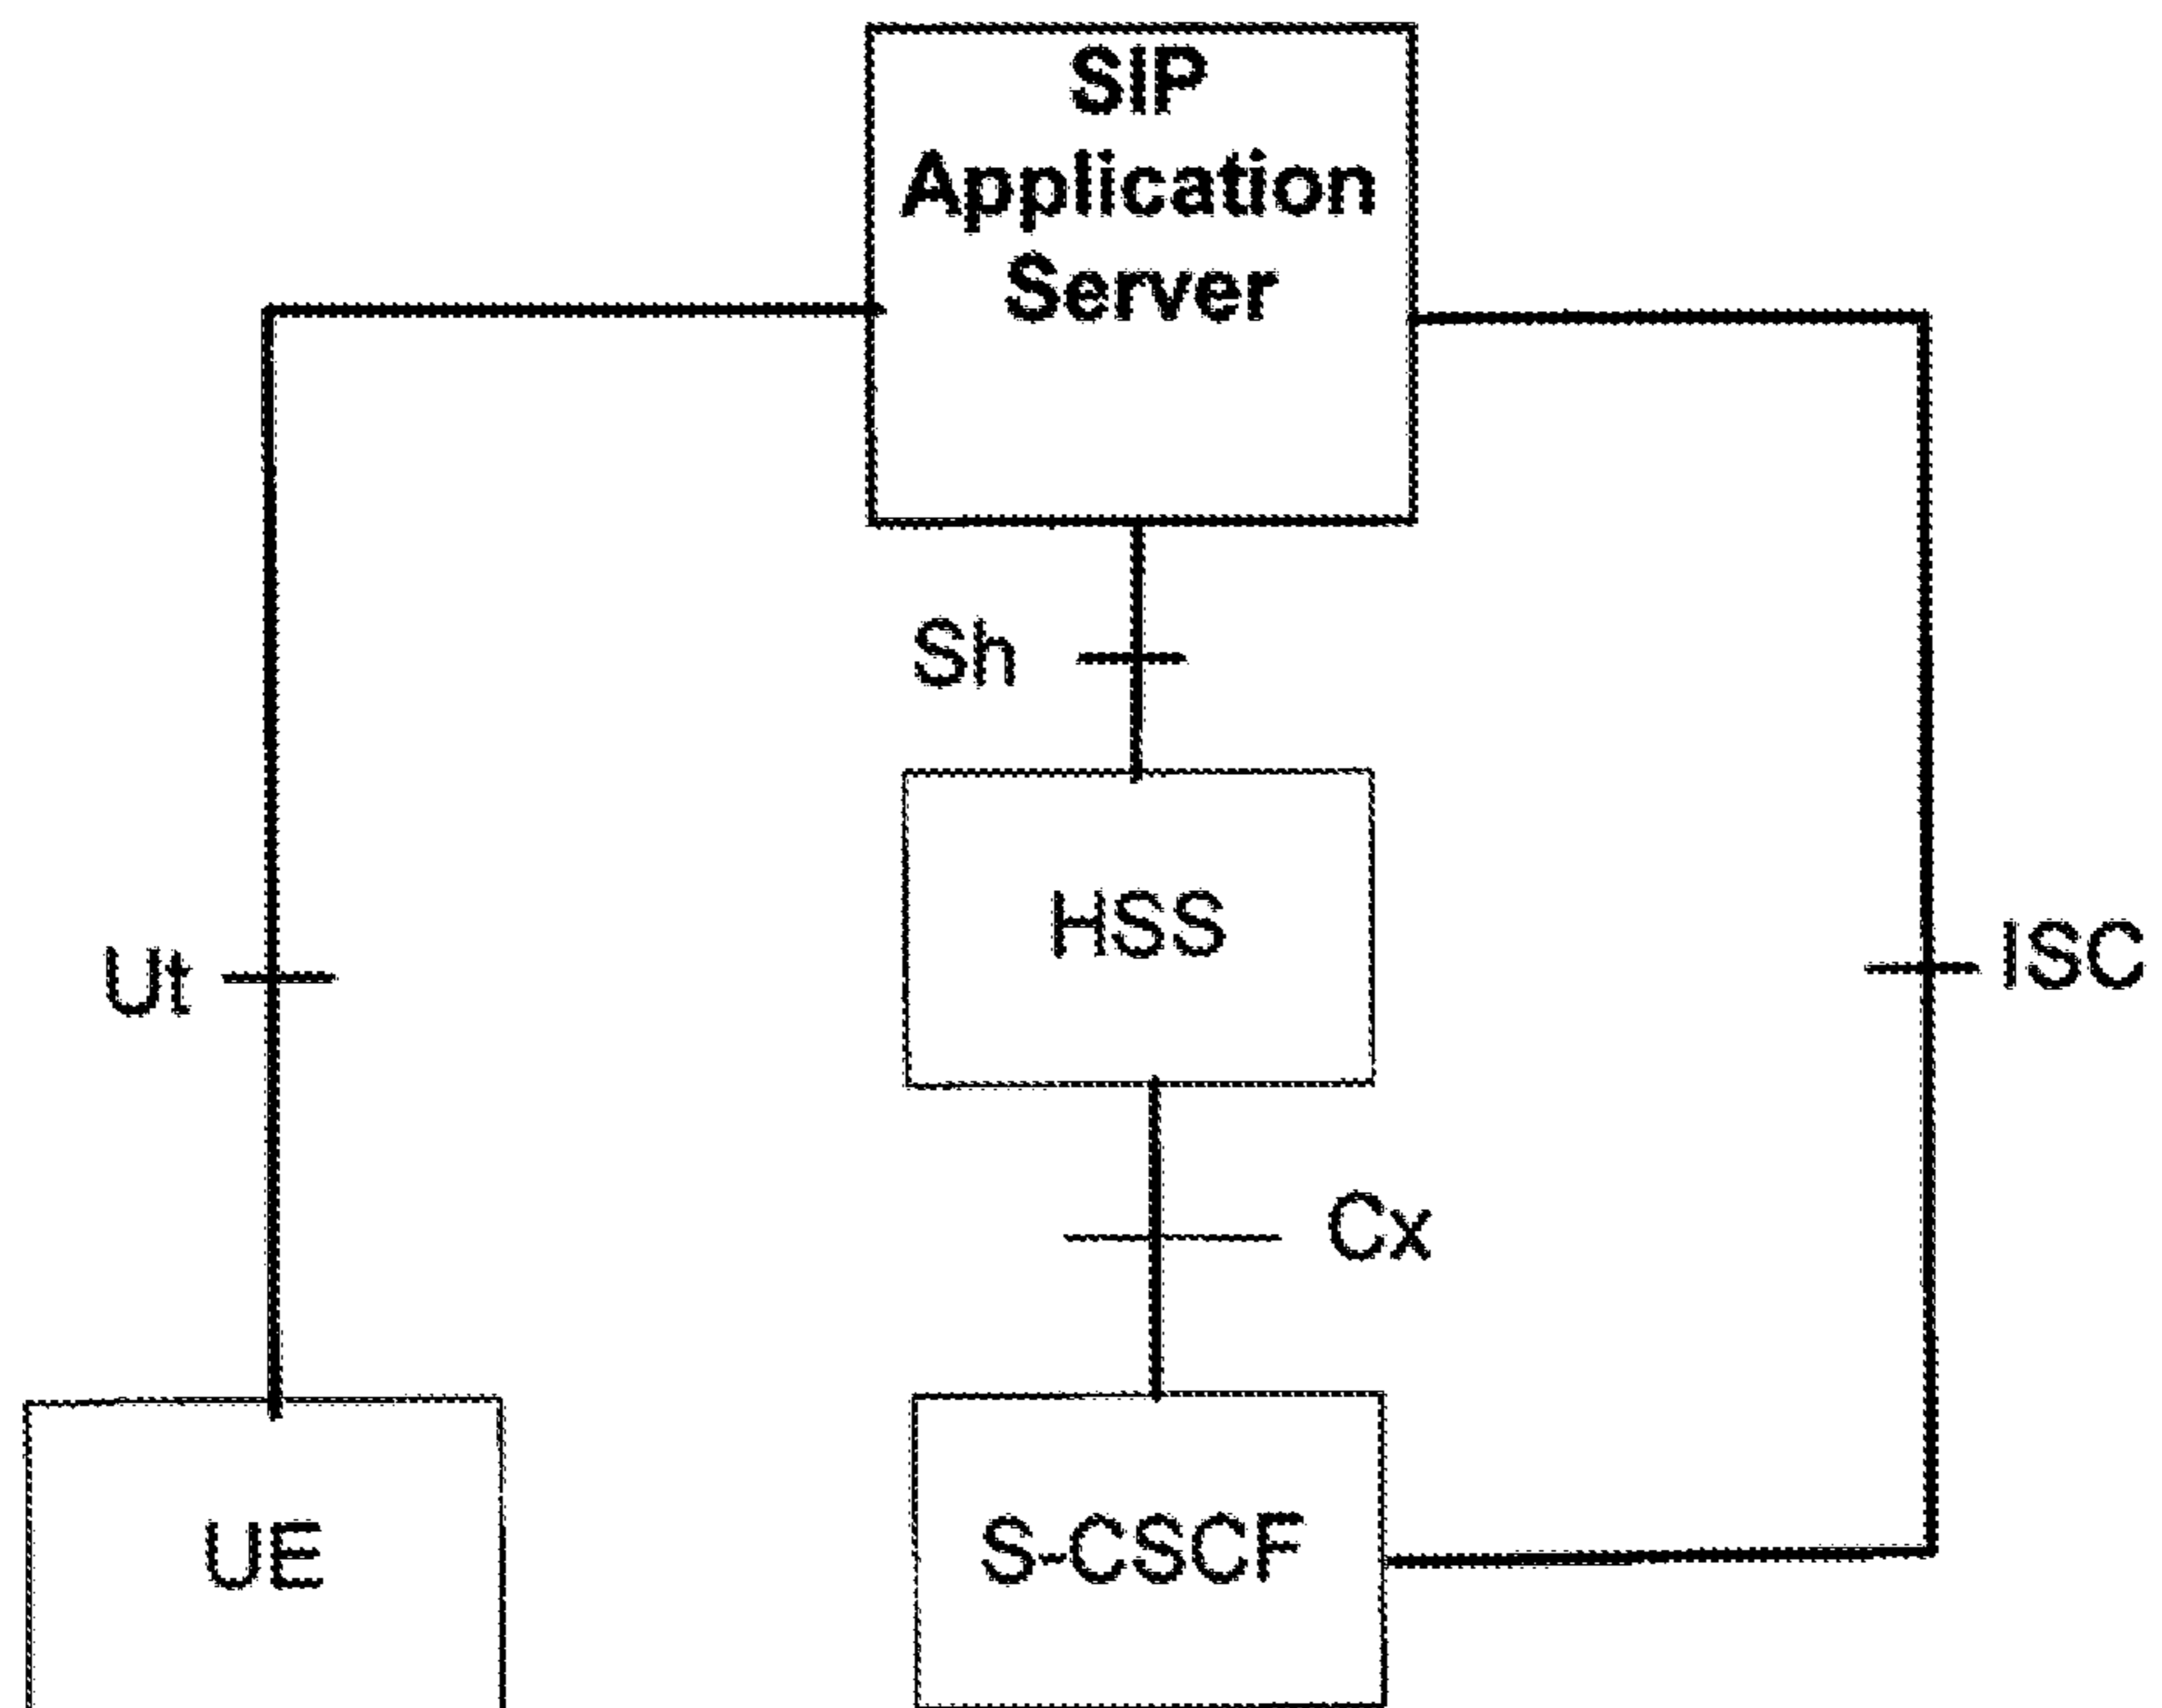 SIP
Application
Server
Sh
HSS
Ut
ISC
Cx
UE
S-CSCF